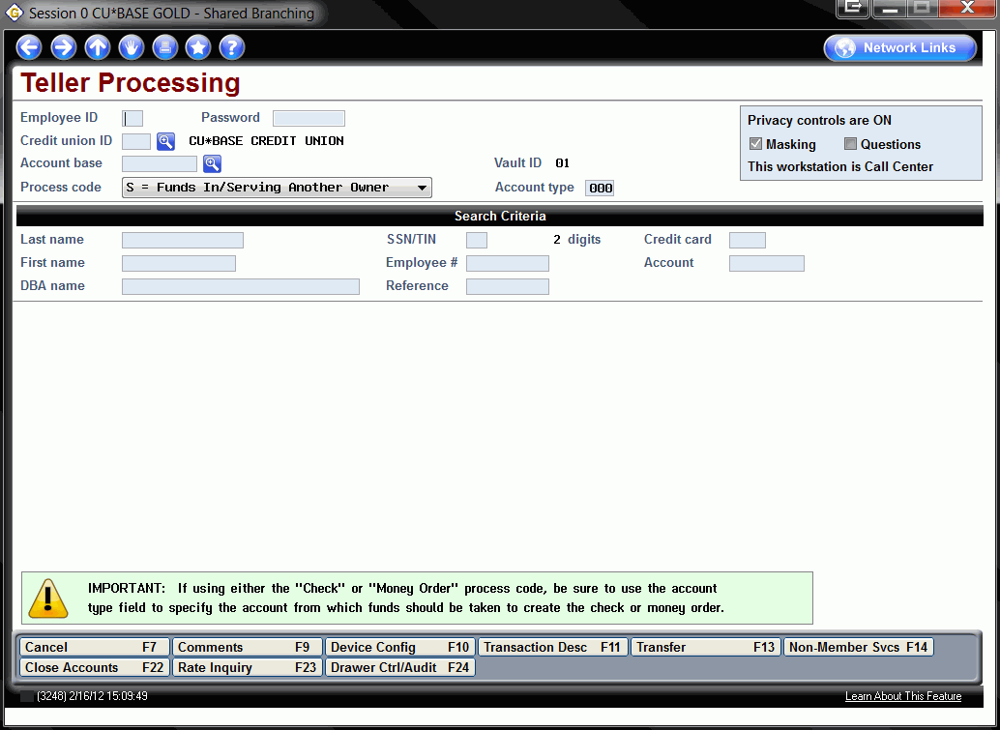 Session 0 CU*BASE GOLD - Shared Branching
Network Links
Teller Processing
Employee ID Password
Credit union ID CU*BASE CREDIT UNION
Account base Vault ID 01
Process code S = Funds In/Serving Another Owner Account type 000
Privacy controls are ON
Masking Questions
This workstation is Call Center
Search Criteria
Last name SSN/TIN 2 digits Credit card
First name Employee # Account
DBA name Reference
IMPORTANT: If using either the "Check" or "Money Order" process code, be sure to use the account
type field to specify the account from which funds should be taken to create the check or money order.
Cancel F7 Comments F9 Device Config F10 Transaction Desc F11 Transfer F13 Non-Member Svcs F14
Close Accounts F22 Rate Inquiry F23 Drawer Ctrl/Audit F24
(3248) 2/16/12 15:09:49 Learn About This Feature